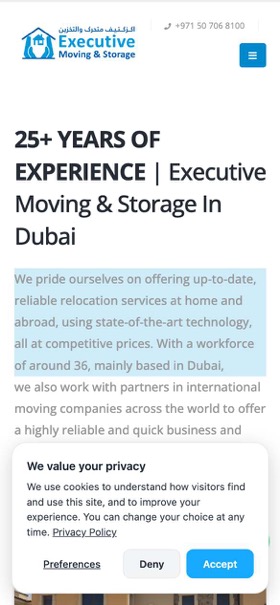 الزكتيف متحرك والتخزين
Executive
Moving & Storage
+971 50 706 8100
25+ YEARS OF
EXPERIENCE | Executive
Moving & Storage In
Dubai
We pride ourselves on offering up-to-date,
reliable relocation services at home and
abroad, using state-of-the-art technology,
all at competitive prices. With a workforce
of around 36, mainly based in Dubai,
we also work with partners in international
moving companies across the world to offer
a highly reliable and quick business and
We value your privacy
We use cookies to understand how visitors find
and use this site, and to improve your
experience. You can change your choice at any
time. Privacy Policy
Preferences
Deny
Accept